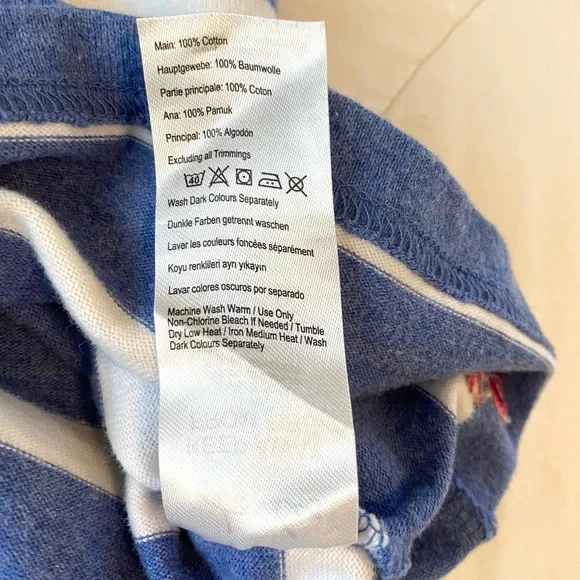 Main: 100% Cotton
Hauptgewebe: 100% Baumwolle
Partie principale: 100% Coton
Ana: 100% Pamuk
Principal: 100% Algodón
Excluding all Trimmings
40
Wash Dark Colours Separately
Dunkle Farben getrennt waschen
Laver les couleurs foncées séparément
Koyu renklileri ayrı yıkayın
Lavar colores oscuros por separado
Machine Wash Warm / Use Only
Non-Chlorine Bleach If Needed / Tumble
Dry Low Heat / Iron Medium Heat / Wash
Dark Colours Separately